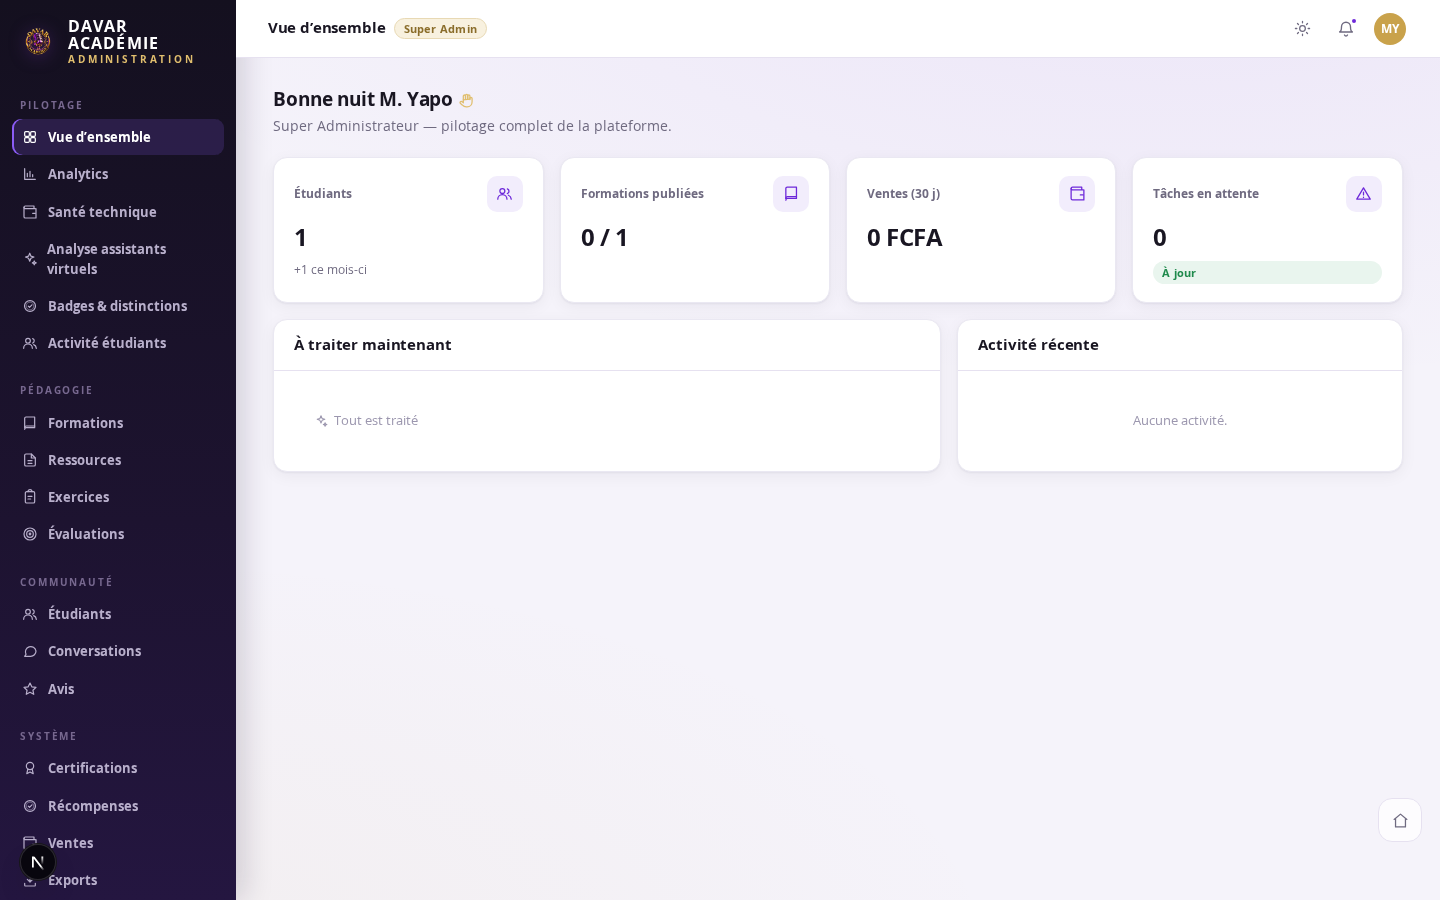 DAVAR
ACADÉMIE
ADMINISTRATION
PILOTAGE
Vue d’ensemble
Analytics
Santé technique
Analyse assistants
virtuels
Badges & distinctions
Activité étudiants
PÉDAGOGIE
Formations
Ressources
Exercices
Évaluations
COMMUNAUTÉ
Étudiants
Conversations
Avis
SYSTÈME
Certifications
Récompenses
Ventes
Exports
Vue d’ensemble Super Admin
MY
Bonne nuit M. Yapo
Super Administrateur — pilotage complet de la plateforme.
Étudiants
1
+1 ce mois-ci
Formations publiées
0 / 1
Ventes (30 j)
0 FCFA
Tâches en attente
0
À jour
À traiter maintenant
Tout est traité
Activité récente
Aucune activité.